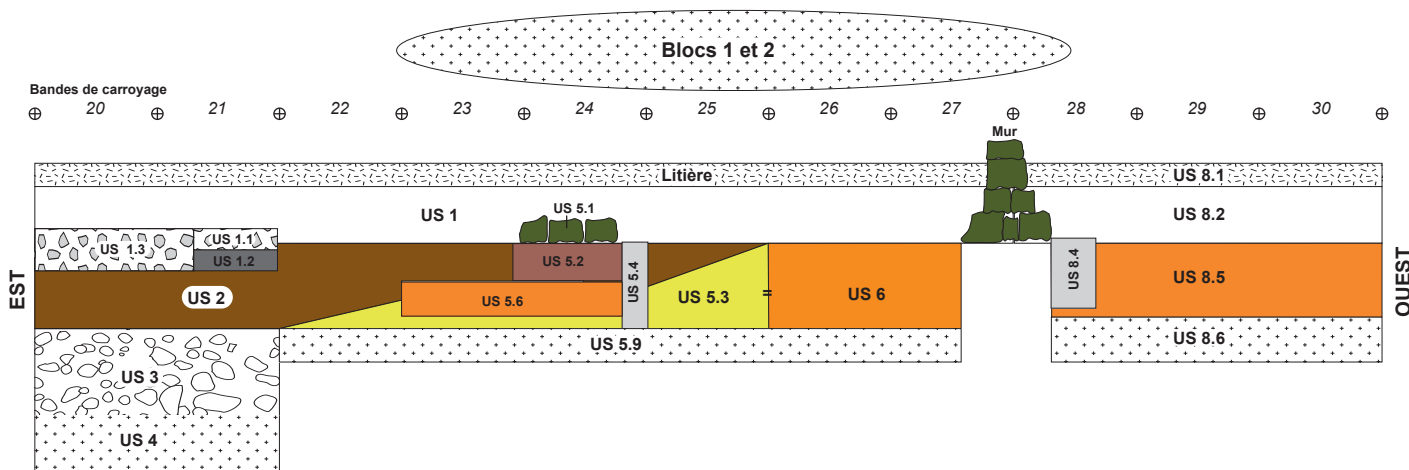 Blocs 1 et 2
Bandes de carroyage
20 21 22 23 24 25 26 27 28 29 30
Mur
Litière US 8.1
US 1 US 5.1 US 8.2
US 1.3 US 1.1
US 1.2
US 5.2 US 5.4 US 8.4
EST US 2 US 5.6 US 5.3 = US 6 US 8.5 OUEST
US 5.9 US 8.6
US 3
US 4